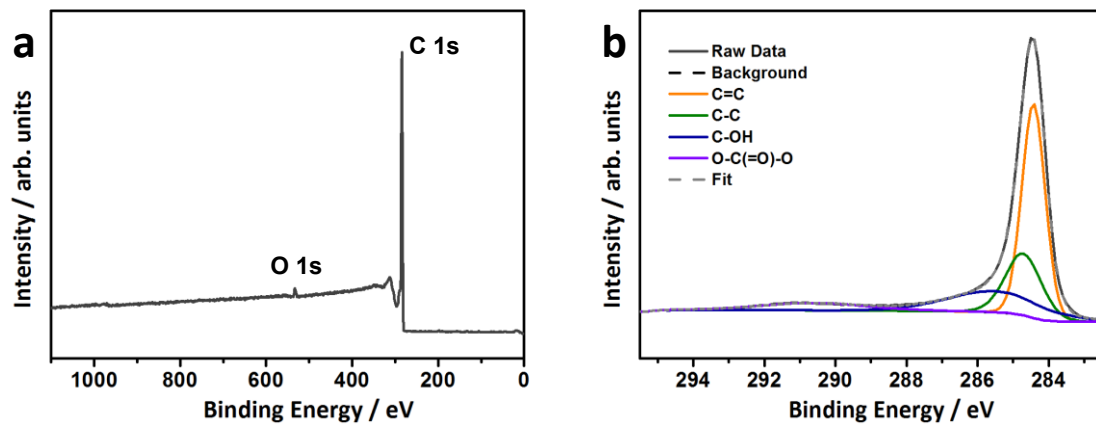 a
C 1s
O 1s
Intensity / arb. units
1000 800 600 400 200 0
Binding Energy / eV
b
Raw Data
Background
C=C
C-C
C-OH
O-C(=O)-O
Fit
Intensity / arb. units
294 292 290 288 286 284
Binding Energy / eV